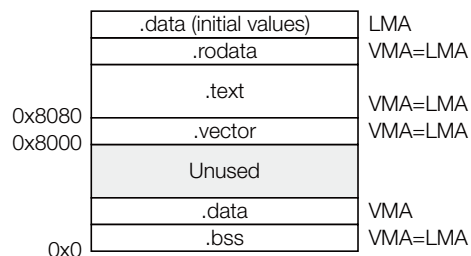 .data (initial values) LMA
.rodata VMA=LMA
.text VMA=LMA
0x8080
.vector VMA=LMA
0x8000
Unused
.data VMA
.bss VMA=LMA
0x0